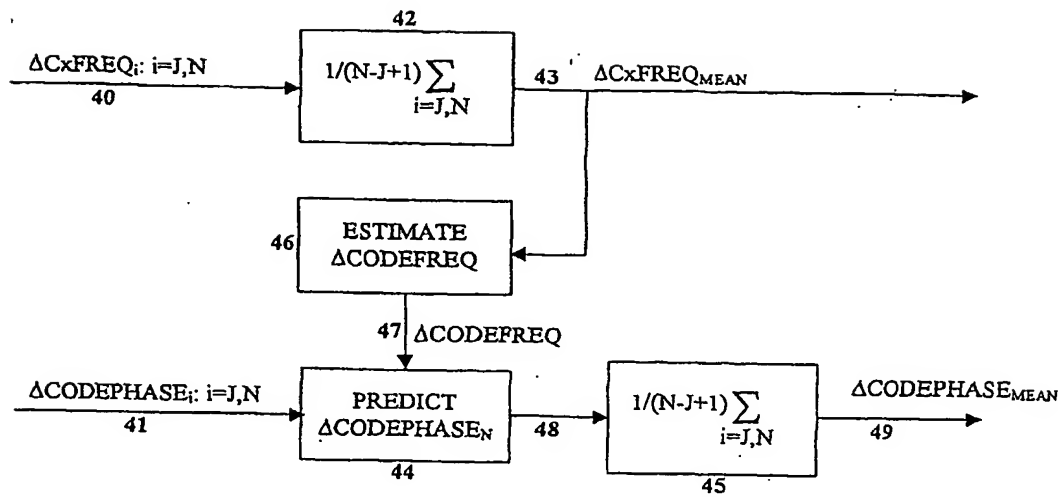 42
ΔCxFREQᵢ: i=J,N
40
1/(N-J+1) ∑
i=J,N
43
ΔCxFREQMEAN
46
ESTIMATE
ΔCODEFREQ
47
ΔCODEFREQ
ΔCODEPHASEᵢ: i=J,N
41
PREDICT
ΔCODEPHASEN
44
48
1/(N-J+1) ∑
i=J,N
45
ΔCODEPHASEMEAN
49